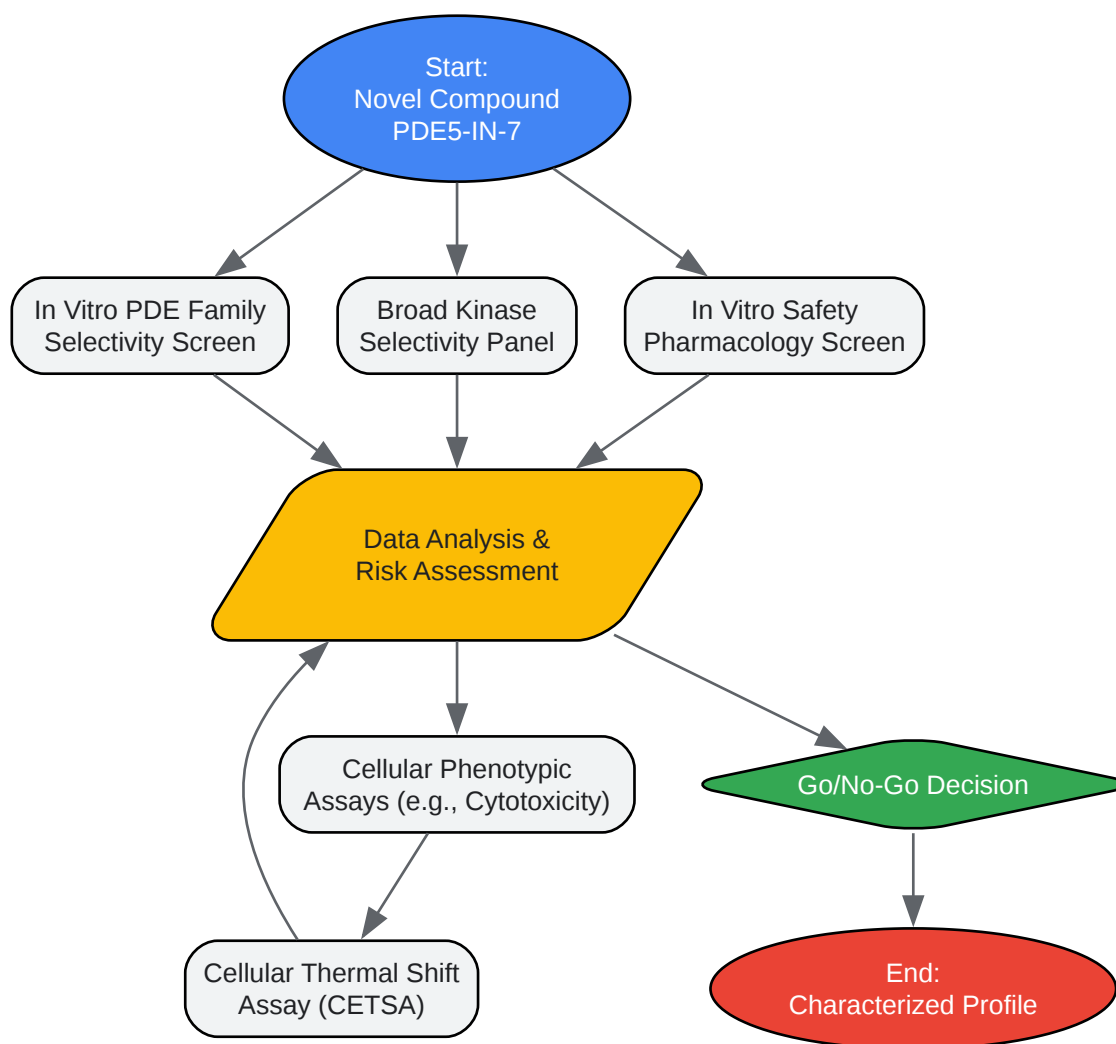 Start:
Novel Compound
PDE5-IN-7
In Vitro PDE Family
Selectivity Screen
Broad Kinase
Selectivity Panel
In Vitro Safety
Pharmacology Screen
Data Analysis &
Risk Assessment
Cellular Phenotypic
Assays (e.g., Cytotoxicity)
Go/No-Go Decision
Cellular Thermal Shift
Assay (CETSA)
End:
Characterized Profile